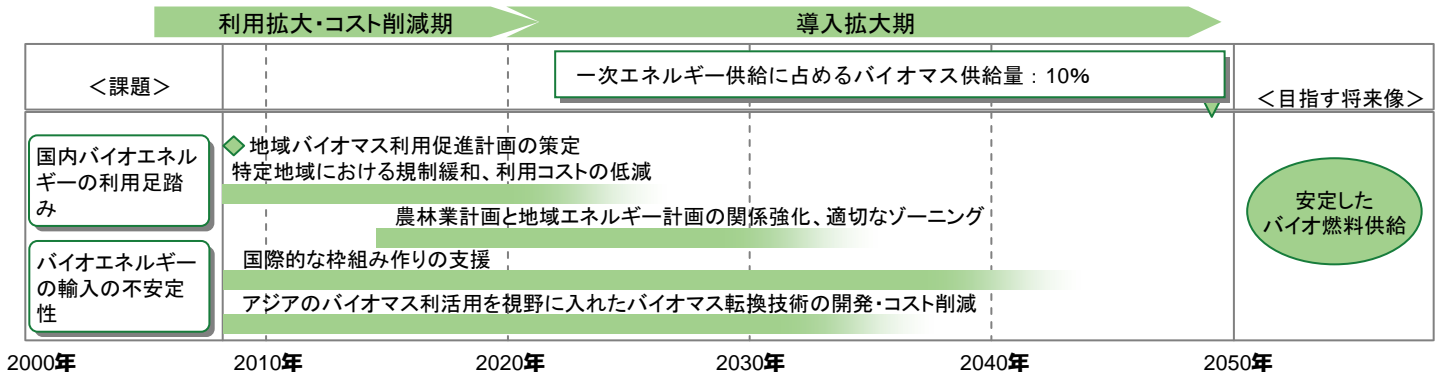 利用拡大・コスト削減期
導入拡大期
＜課題＞
一次エネルギー供給に占めるバイオマス供給量：10%
＜目指す将来像＞
国内バイオエネル
ギーの利用足踏
み
地域バイオマス利用促進計画の策定
特定地域における規制緩和、利用コストの低減
農林業計画と地域エネルギー計画の関係強化、適切なゾーニング
安定した
バイオ燃料供給
バイオエネルギー
の輸入の不安定
性
国際的な枠組み作りの支援
アジアのバイオマス利活用を視野に入れたバイオマス転換技術の開発・コスト削減
2000年
2010年
2020年
2030年
2040年
2050年